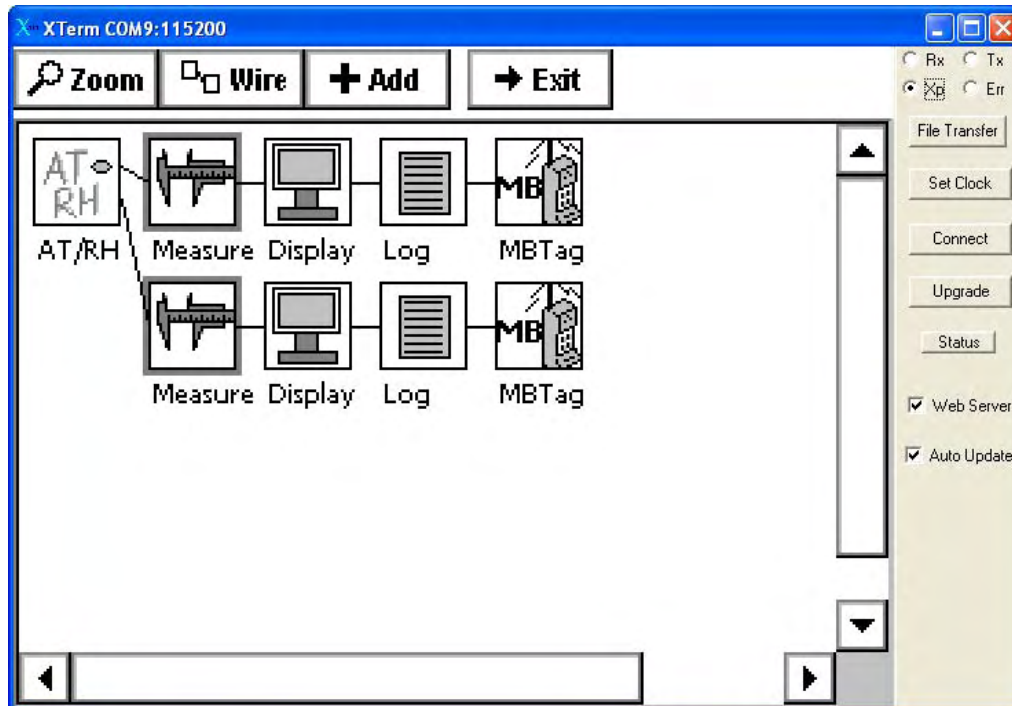 XTerm COM9:115200
Zoom Wire Add Exit
Rx Tx
Xp Err
File Transfer
Set Clock
Connect
Upgrade
Status
Web Server
Auto Update
AT RH
MB
AT/RH Measure Display Log MBTag
MB
Measure Display Log MBTag